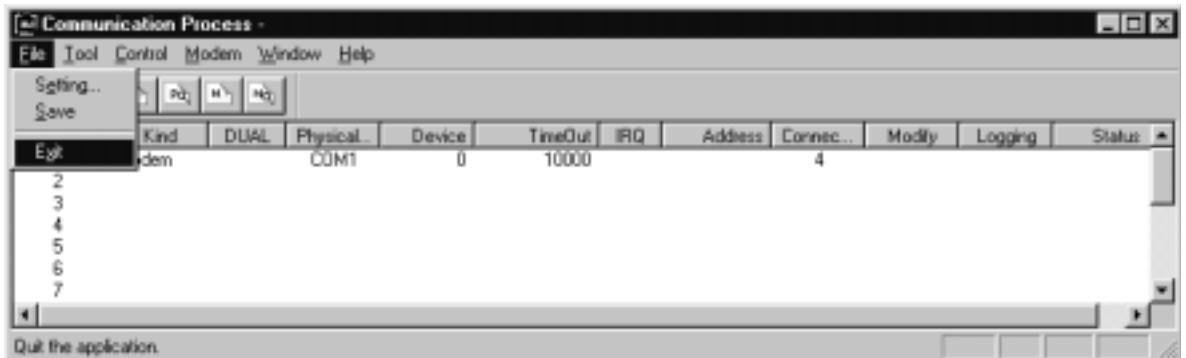 Communication Process -
File Tool Control Modem Window Help
Setting...
Save
Exit
Kind DUAL Physical... Device TimeOut IRQ Address Connec... Modify Logging Status
dem COM1 0 10000 4
2
3
4
5
6
7
Quit the application.